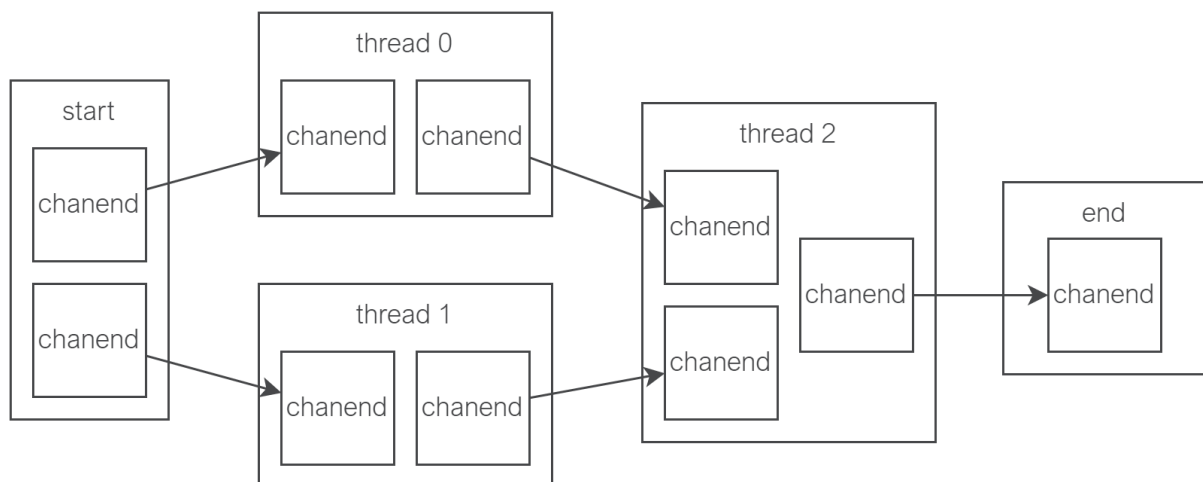 start
chanend
chanend
thread 0
chanend chanend
thread 1
chanend chanend
thread 2
chanend
chanend
chanend
end
chanend